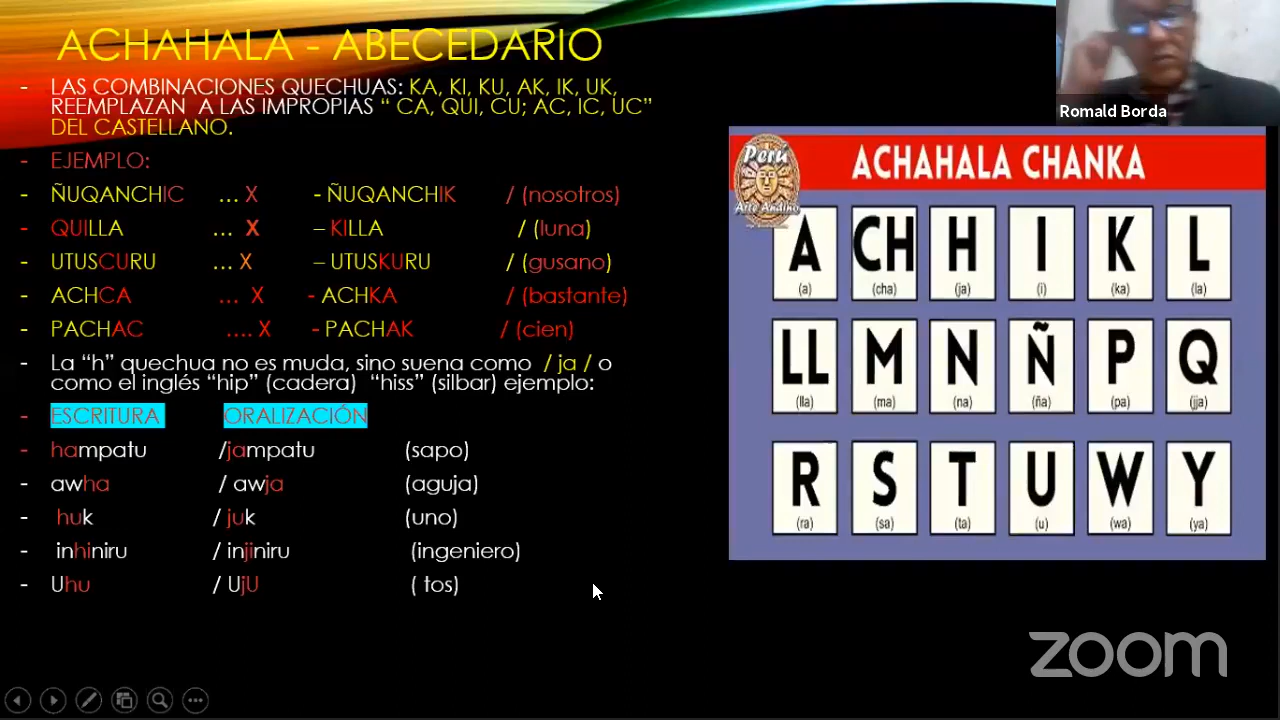 ACHAHALA - ABECEDARIO
- LAS COMBINACIONES QUECHUAS: KA, KI, KU, AK, IK, UK,
REEMPLAZAN A LAS IMPROPIAS “ CA, QUI, CU; AC, IC, UC”
DEL CASTELLANO.
- EJEMPLO:
- ÑUQANCHIC ... X - ÑUQANCHIK / (nosotros)
- QUILLA ... X – KILLA / (luna)
- UTUSCURU ... X – UTUSKURU / (gusano)
- ACHCA ... X - ACHKA / (bastante)
- PACHAC .... X - PACHAK / (cien)
- La “h” quechua no es muda, sino suena como / ja / o
como el inglés “hip” (cadera) “hiss” (silbar) ejemplo:
- ESCRITURA ORALIZACIÓN
- hampatu /jampatu (sapo)
- awha / awja (aguja)
- huk / juk (uno)
- inhiniru / injiniru (ingeniero)
- Uhu / UjU ( tos)
Romald Borda
Perú
Arte Andino
ACHAHALA CHANKA
A CH H I K L
(a) (cha) (ja) (i) (ka) (la)
LL M N Ñ P Q
(lla) (ma) (na) (ña) (pa) (jja)
R S T U W Y
(ra) (sa) (ta) (u) (wa) (ya)
zoom